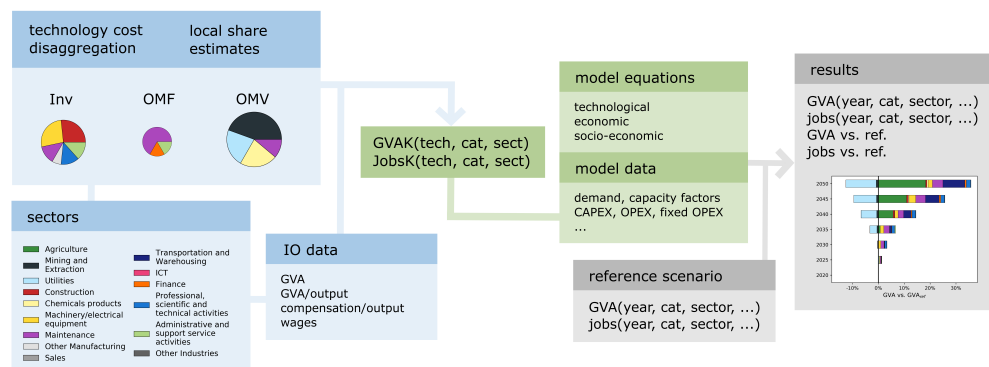 technology cost
disaggregation
local share
estimates
Inv
OMF
OMV
sectors
Agriculture
Mining and
Extraction
Utilities
Construction
Chemicals products
Machinery/electrical
equipment
Maintenance
Other Manufacturing
Sales
Transportation and
Warehousing
ICT
Finance
Professional,
scientific and
technical activities
Administrative and
support service
activities
Other Industries
IO data
GVA
GVA/output
compensation/output
wages
GVAK(tech, cat, sect)
JobsK(tech, cat, sect)
model equations
technological
economic
socio-economic
model data
demand, capacity factors
CAPEX, OPEX, fixed OPEX
...
reference scenario
GVA(year, cat, sector, ...)
jobs(year, cat, sector, ...)
results
GVA(year, cat, sector, ...)
jobs(year, cat, sector, ...)
GVA vs. ref.
jobs vs. ref.
2050
2045
2040
2035
2030
2025
2020
-10% 0% 10% 20% 30%
GVA vs. GVAref